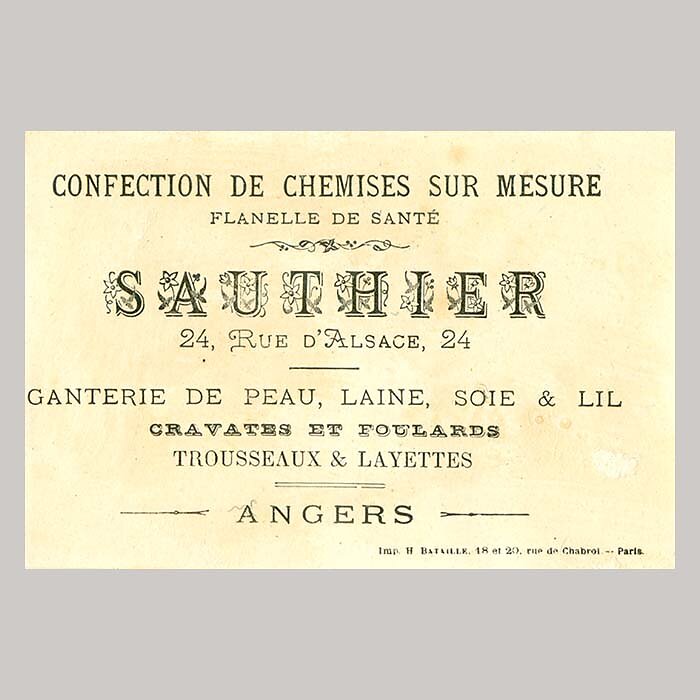 CONFECTION DE CHEMISES SUR MESURE
FLANELLE DE SANTÉ
SAUTHIER
24, RUE D'ALSACE, 24
GANTERIE DE PEAU, LAINE, SOIE & LIL
CRAVATES ET FOULARDS
TROUSSEAUX & LAYETTES
ANGERS
Imp. H BATAILLE, 18 et 20, rue de Chabrol -- Paris.